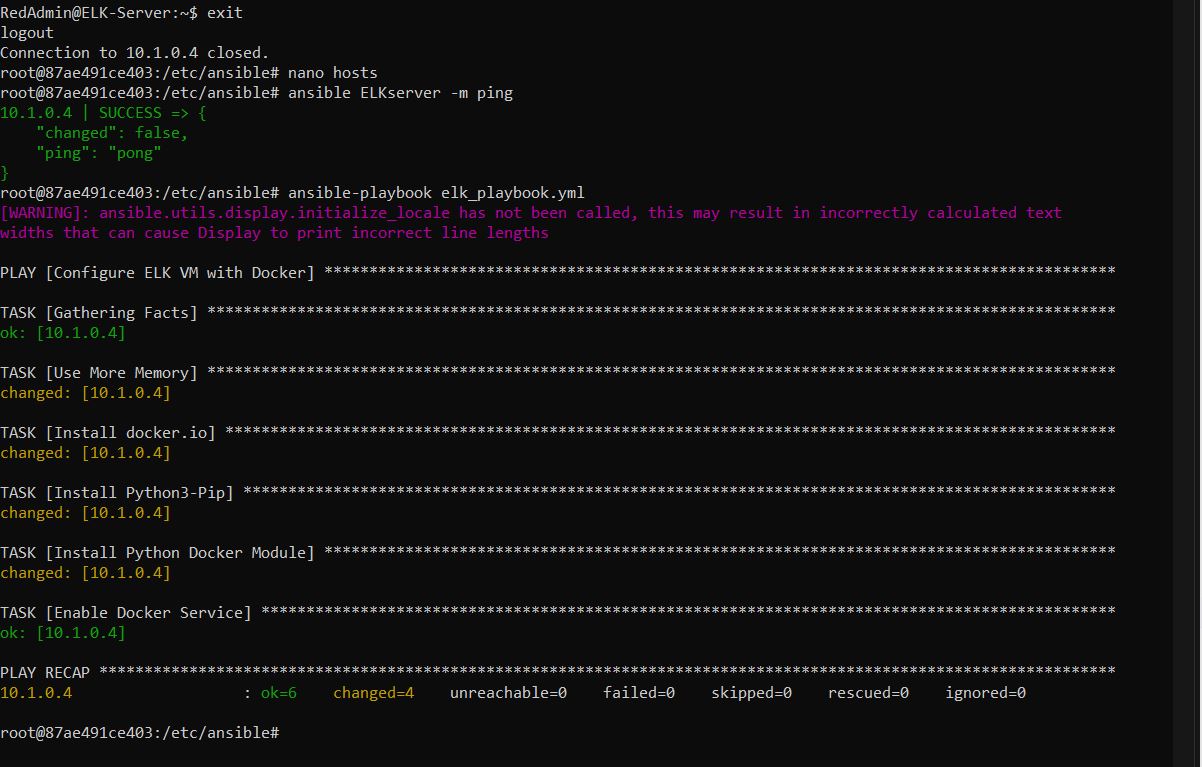 RedAdmin@ELK-Server:~$ exit
logout
Connection to 10.1.0.4 closed.
root@87ae491ce403:/etc/ansible# nano hosts
root@87ae491ce403:/etc/ansible# ansible ELKserver -m ping
10.1.0.4 | SUCCESS => {
    "changed": false,
    "ping": "pong"
}
root@87ae491ce403:/etc/ansible# ansible-playbook elk_playbook.yml
[WARNING]: ansible.utils.display.initialize_locale has not been called, this may result in incorrectly calculated text
widths that can cause Display to print incorrect line lengths
PLAY [Configure ELK VM with Docker] ****************************************************************************************
TASK [Gathering Facts] *****************************************************************************************************
ok: [10.1.0.4]
TASK [Use More Memory] *****************************************************************************************************
changed: [10.1.0.4]
TASK [Install docker.io] ***************************************************************************************************
changed: [10.1.0.4]
TASK [Install Python3-Pip] *************************************************************************************************
changed: [10.1.0.4]
TASK [Install Python Docker Module] ****************************************************************************************
changed: [10.1.0.4]
TASK [Enable Docker Service] ***********************************************************************************************
ok: [10.1.0.4]
PLAY RECAP *****************************************************************************************************************
10.1.0.4                   : ok=6    changed=4    unreachable=0    failed=0    skipped=0    rescued=0    ignored=0
root@87ae491ce403:/etc/ansible#